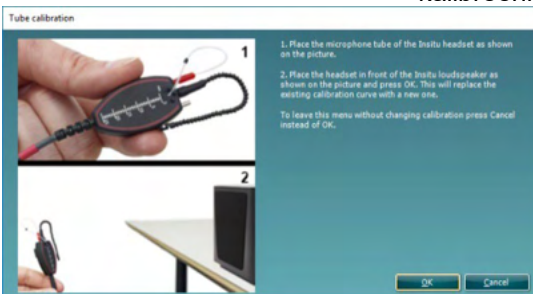 Tube calibration
1
1. Place the microphone tube of the Insitu headset as shown
on the picture.
2. Place the headset in front of the Insitu loudspeaker as
shown on the picture and press OK. This will replace the
existing calibration curve with a new one.
To leave this menu without changing calibration press Cancel
instead of OK.
2
OK
Cancel